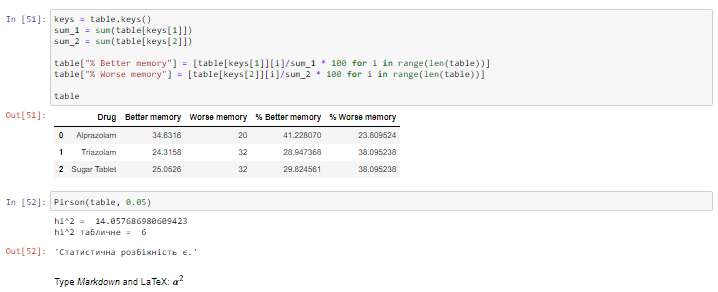 In [51]: keys = table.keys()
sum_1 = sum(table[keys[1]])
sum_2 = sum(table[keys[2]])
table["% Better memory"] = [table[keys[1]][i]/sum_1 * 100 for i in range(len(table))]
table["% Worse memory"] = [table[keys[2]][i]/sum_2 * 100 for i in range(len(table))]
table
Out[51]:
Drug Better memory Worse memory % Better memory % Worse memory
0 Alprazolam 34.6316 20 41.228070 23.809524
1 Triazolam 24.3158 32 28.947368 38.095238
2 Sugar Tablet 25.0526 32 29.824561 38.095238
In [52]: Pirson(table, 0.05)
hi^2 = 14.057686980609423
hi^2 табличне = 6
Out[52]: 'Статистична розбіжність є.'
Type Markdown and LaTeX: α²